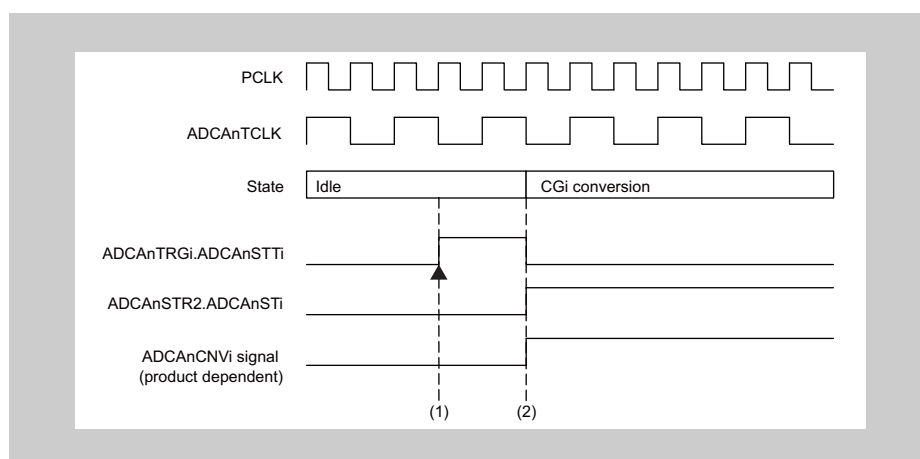 PCLK
ADCAnTCLK
State
Idle
CGi conversion
ADCAnTRGi.ADCAnSTTi
ADCAnSTR2.ADCAnSTi
ADCAnCNVi signal
(product dependent)
(1)
(2)